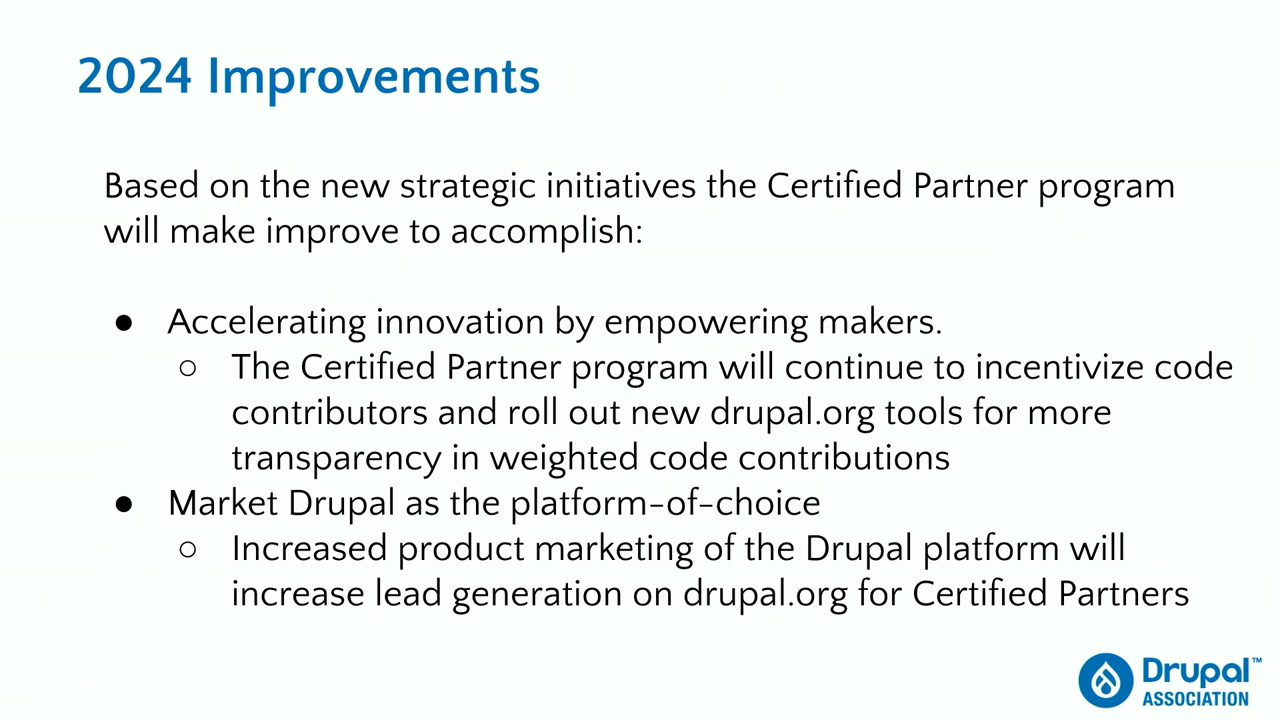 2024 Improvements
Based on the new strategic initiatives the Certified Partner program
will make improve to accomplish:
● Accelerating innovation by empowering makers.
○ The Certified Partner program will continue to incentivize code
contributors and roll out new drupal.org tools for more
transparency in weighted code contributions
● Market Drupal as the platform-of-choice
○ Increased product marketing of the Drupal platform will
increase lead generation on drupal.org for Certified Partners
Drupal™
ASSOCIATION